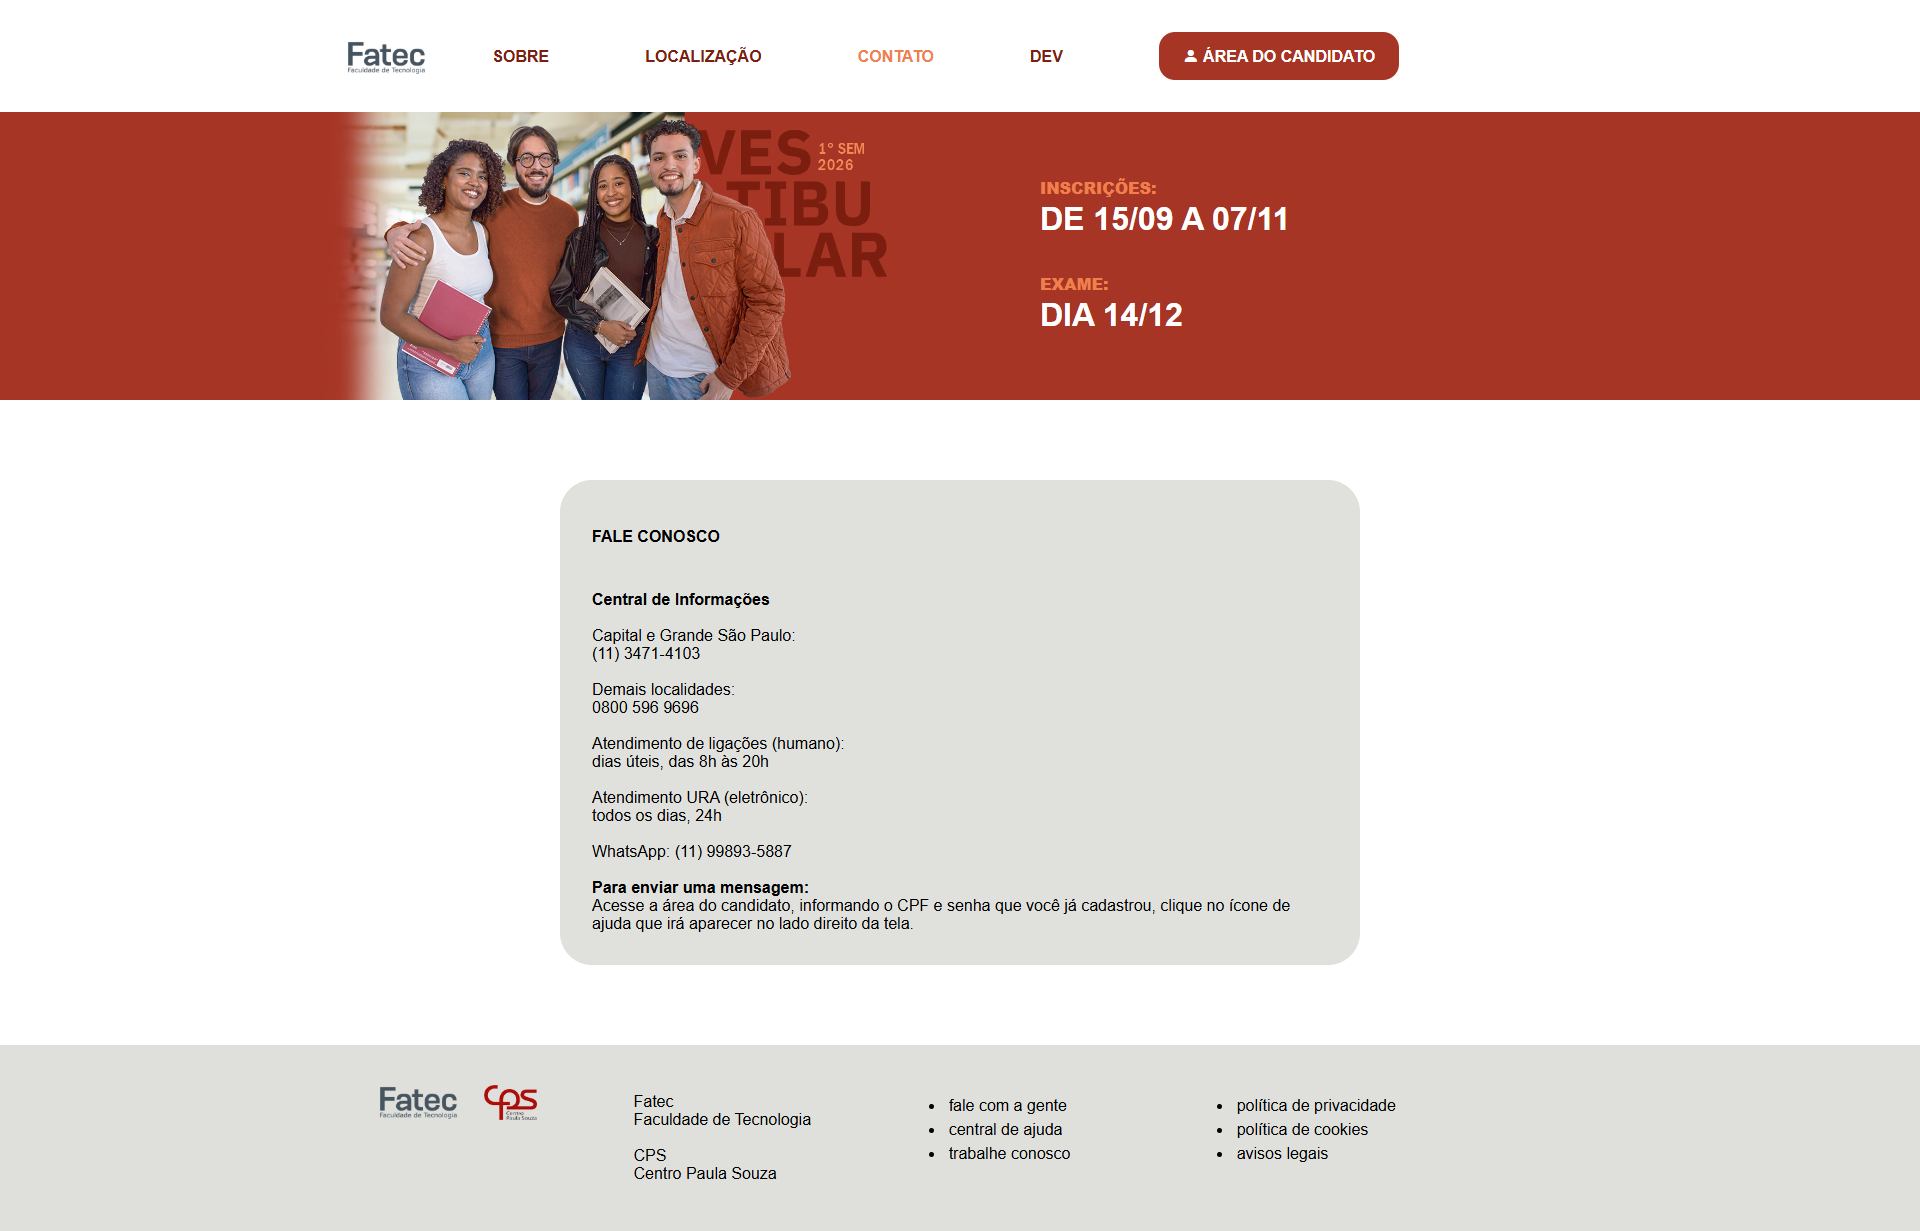 Fatec
Faculdade de Tecnologia
SOBRE
LOCALIZAÇÃO
CONTATO
DEV
ÁREA DO CANDIDATO
VES
TIBU
LAR
1º SEM
2026
INSCRIÇÕES:
DE 15/09 A 07/11
EXAME:
DIA 14/12
FALE CONOSCO
Central de Informações
Capital e Grande São Paulo:
(11) 3471-4103
Demais localidades:
0800 596 9696
Atendimento de ligações (humano):
dias úteis, das 8h às 20h
Atendimento URA (eletrônico):
todos os dias, 24h
WhatsApp: (11) 99893-5887
Para enviar uma mensagem:
Acesse a área do candidato, informando o CPF e senha que você já cadastrou, clique no ícone de
ajuda que irá aparecer no lado direito da tela.
Fatec
Faculdade de Tecnologia
CPS
Centro
Paula Souza
Fatec
Faculdade de Tecnologia
CPS
Centro Paula Souza
fale com a gente
central de ajuda
trabalhe conosco
política de privacidade
política de cookies
avisos legais